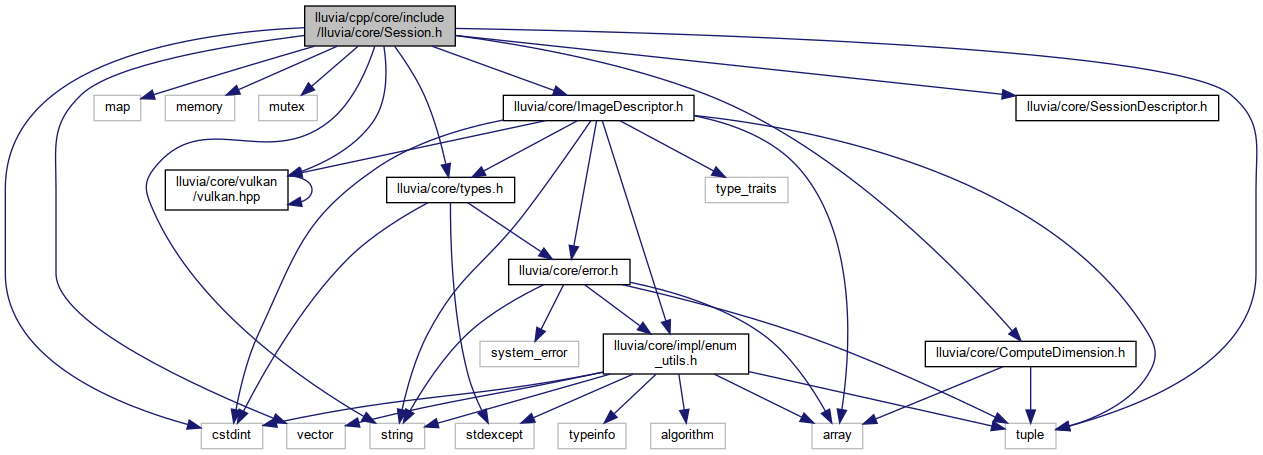 lluvia/cpp/core/include
/lluvia/core/Session.h
map
memory
mutex
lluvia/core/ImageDescriptor.h
lluvia/core/SessionDescriptor.h
lluvia/core/vulkan
/vulkan.hpp
lluvia/core/types.h
type_traits
lluvia/core/error.h
system_error
lluvia/core/impl/enum
_utils.h
lluvia/core/ComputeDimension.h
cstdint
vector
string
stdexcept
typeinfo
algorithm
array
tuple